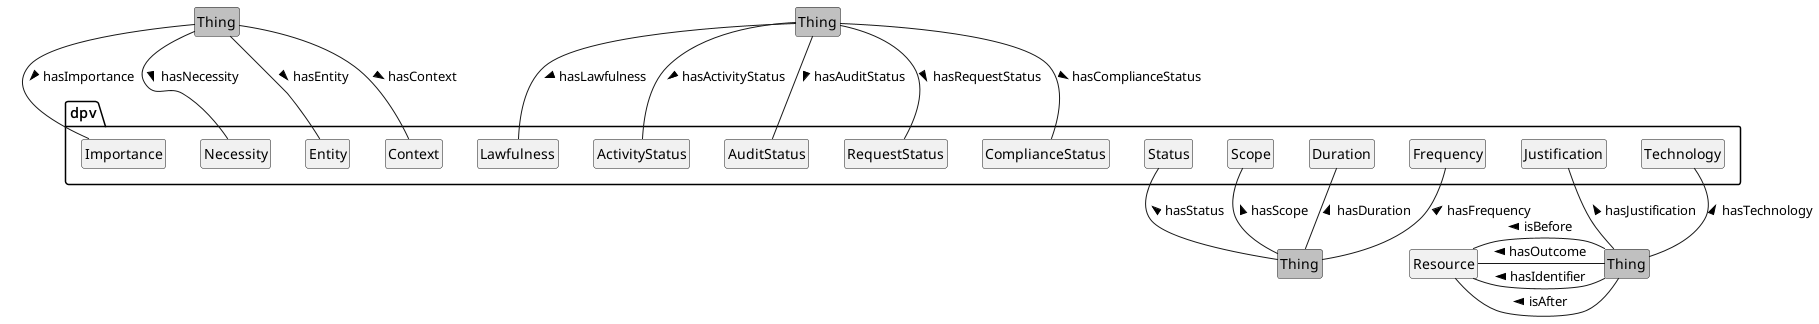 Thing
Thing
hasImportance
hasNecessity
hasEntity
hasContext
hasLawfulness
hasActivityStatus
hasAuditStatus
hasRequestStatus
hasComplianceStatus
dpv
Importance
Necessity
Entity
Context
Lawfulness
ActivityStatus
AuditStatus
RequestStatus
ComplianceStatus
Status
Scope
Duration
Frequency
Justification
Technology
hasStatus
hasScope
hasDuration
hasFrequency
hasJustification
hasTechnology
isBefore
hasOutcome
Thing
Resource
Thing
hasIdentifier
isAfter